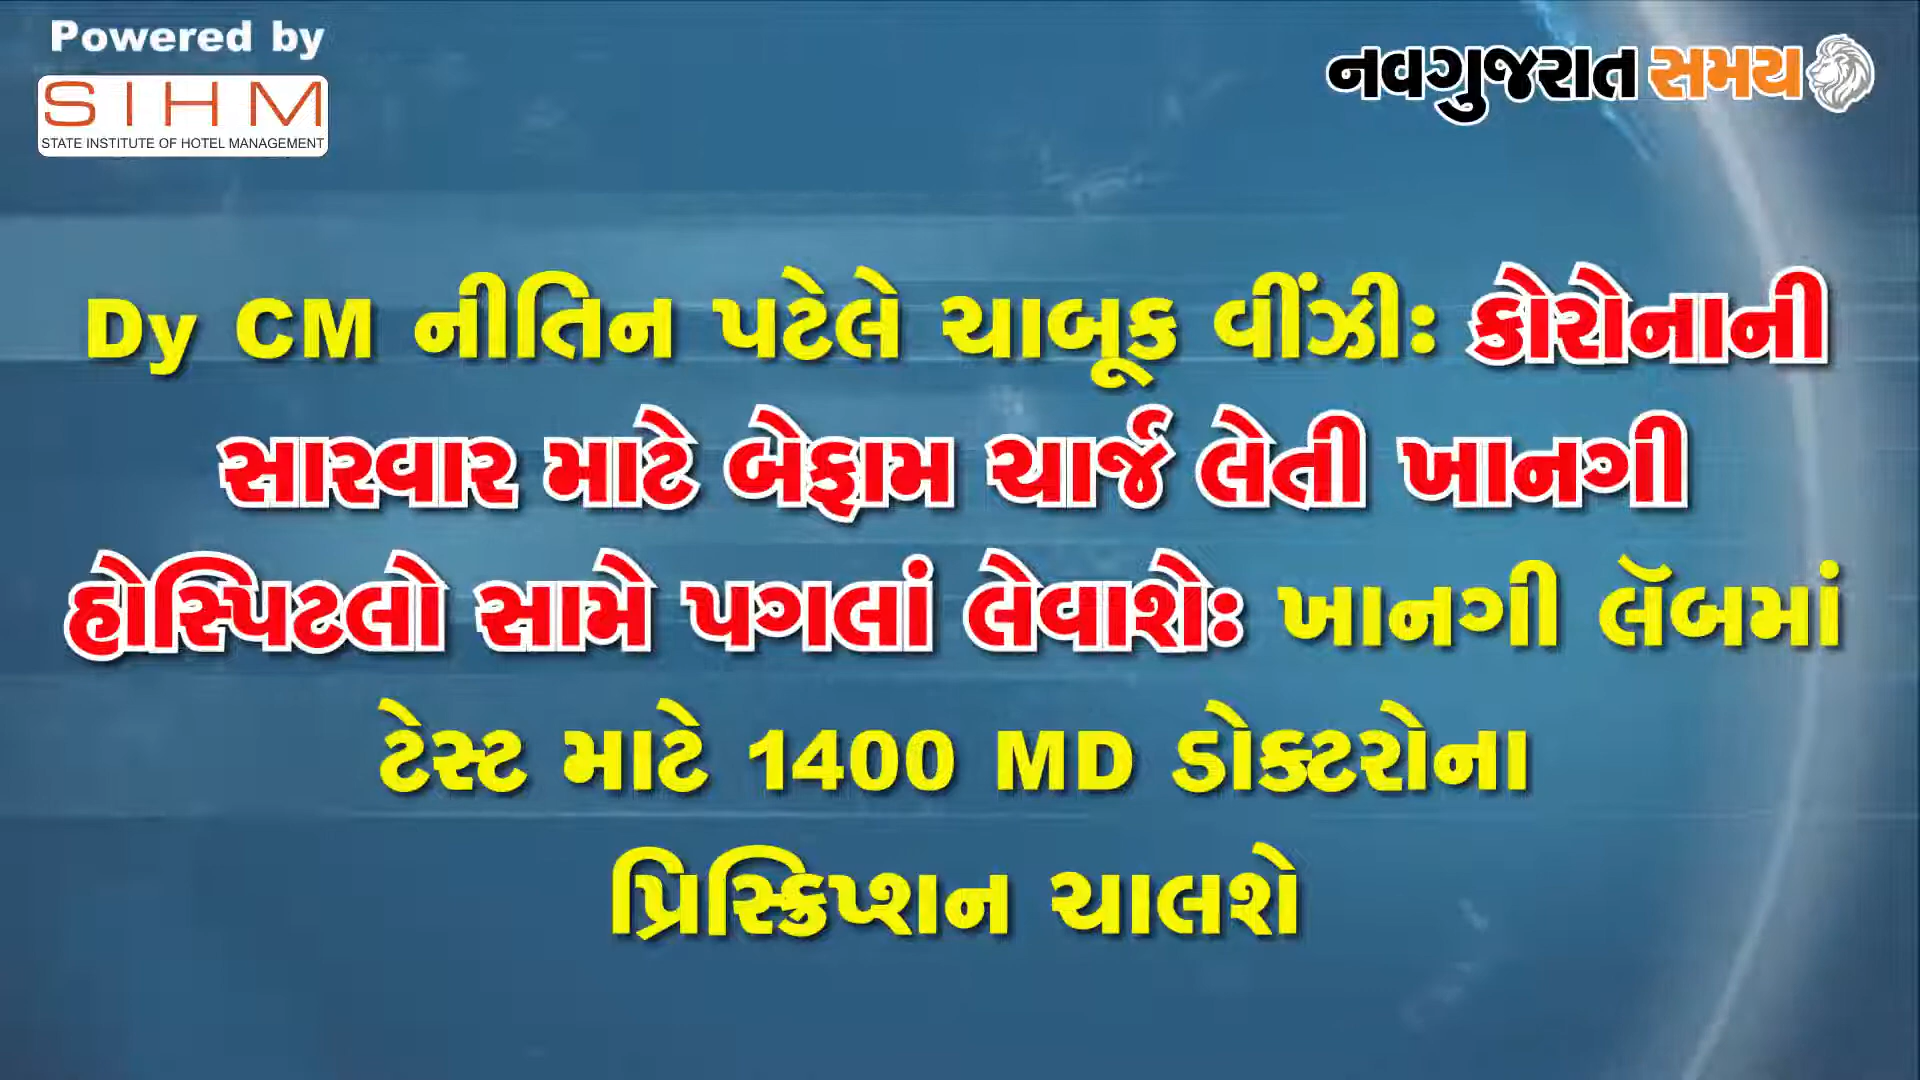 Powered by
SIHM
STATE INSTITUTE OF HOTEL MANAGEMENT
નવગુજરાત સમય
Dy CM નીતિન પટેલે ચાબૂક વીંઝીઃ કોરોનાની
સારવાર માટે બેફામ ચાર્જ લેતી ખાનગી
હોસ્પિટલો સામે પગલાં લેવાશેઃ ખાનગી લૅબમાં
ટેસ્ટ માટે 1400 MD ડોક્ટરોના
પ્રિસ્ક્રિપ્શન ચાલશે